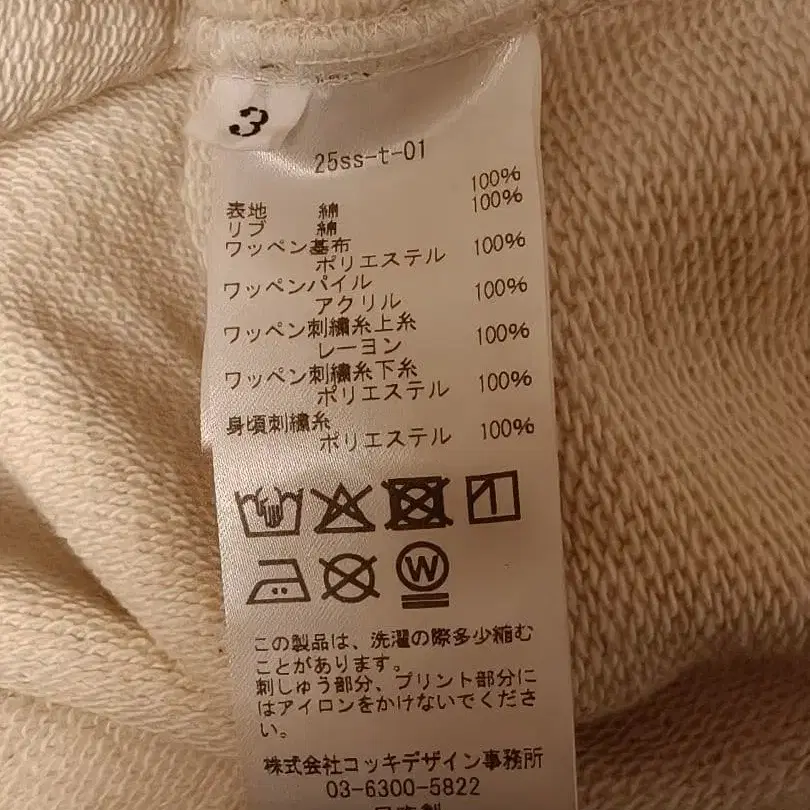 3
25ss-t-01
100%
表地 綿 100%
リブ 綿
ワッペン基布
ポリエステル 100%
ワッペンパイル
アクリル 100%
ワッペン刺繍糸上糸
レーヨン 100%
ワッペン刺繍糸下糸
ポリエステル 100%
身頃刺繍糸
ポリエステル 100%
W
この製品は、洗濯の際多少縮む
ことがあります。
刺しゅう部分、プリント部分に
はアイロンをかけないでくださ
い。
株式会社コッキデザイン事務所
03-6300-5822